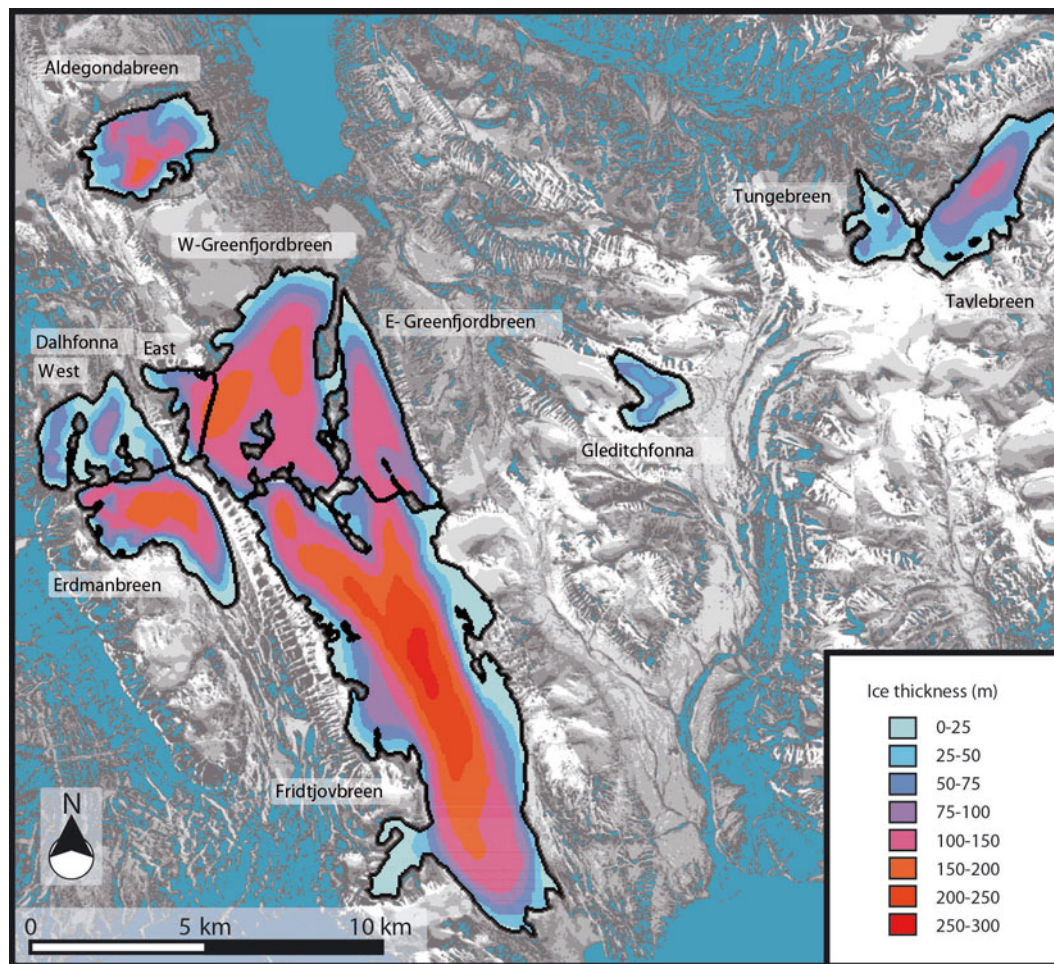 Aldegondabreen
Tungebreen
W-Greenfjordbreen
Tavlebreen
E- Greenfjordbreen
Dalhfonna
East
West
Gleditchfonna
Erdmanbreen
Fridtjovbreen
N
0 5 km 10 km
Ice thickness (m)
0-25
25-50
50-75
75-100
100-150
150-200
200-250
250-300